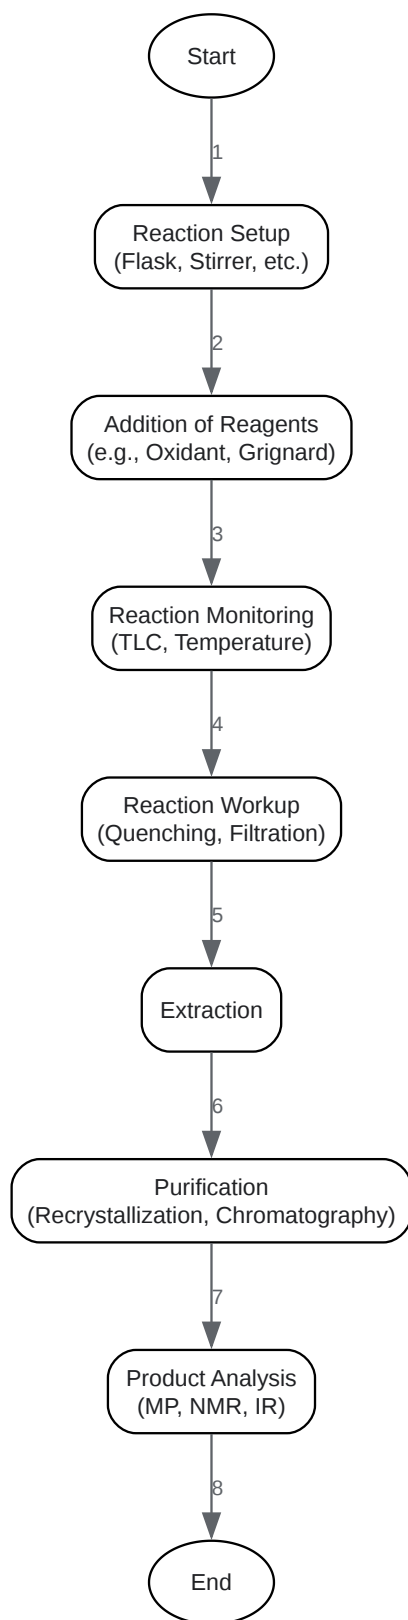 Start
1
Reaction Setup
(Flask, Stirrer, etc.)
2
Addition of Reagents
(e.g., Oxidant, Grignard)
3
Reaction Monitoring
(TLC, Temperature)
4
Reaction Workup
(Quenching, Filtration)
5
Extraction
6
Purification
(Recrystallization, Chromatography)
7
Product Analysis
(MP, NMR, IR)
8
End